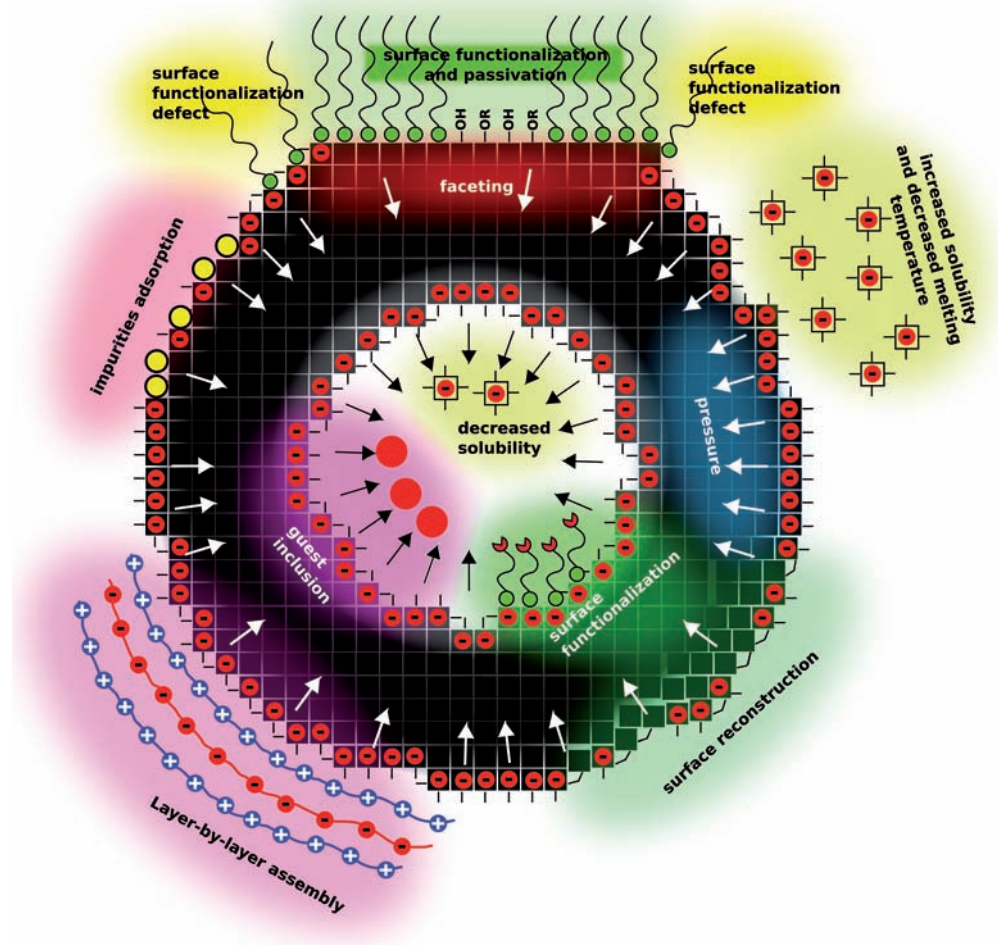 surface functionalization
and passivation
surface
functionalization
defect
surface
functionalization
defect
OH
OR
OH
OR
faceting
increased solubility
and decreased melting
temperature
impurities adsorption
pressure
decreased
solubility
guest
inclusion
surface
functionalization
surface reconstruction
Layer-by-layer assembly